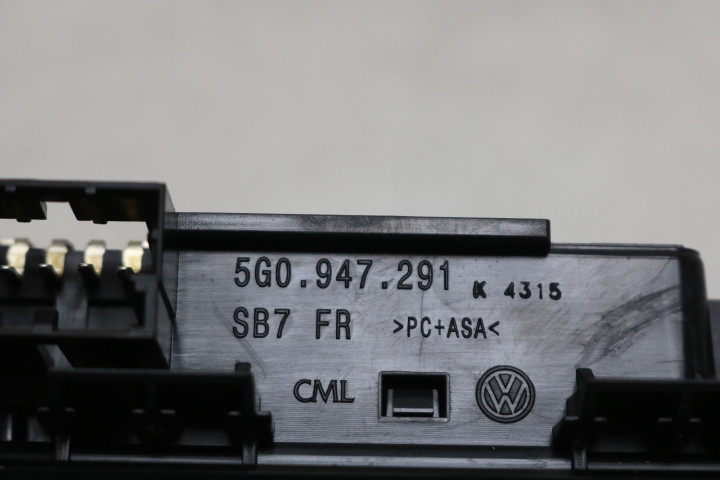 5G0.947.291 K 4315
SB7 FR >PC+ASA<
CML